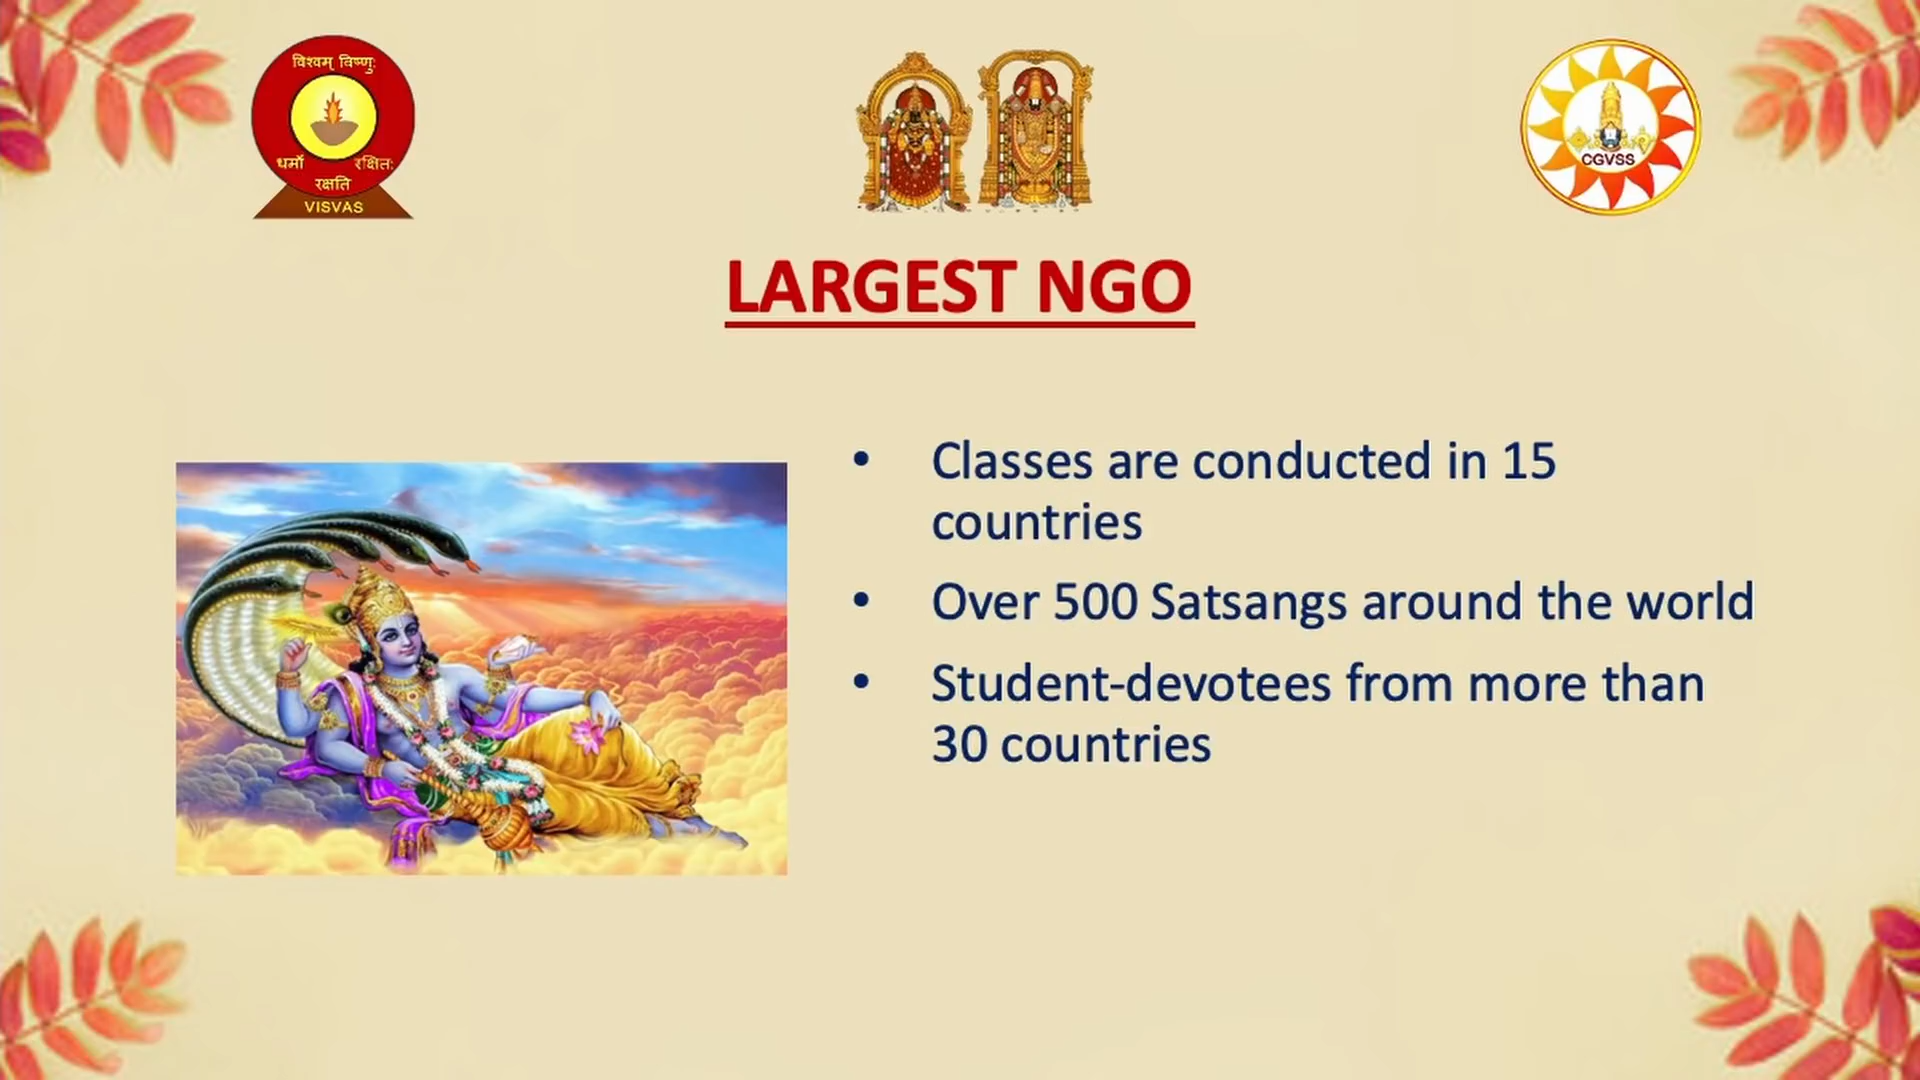 विश्वम् विष्णुः
धर्मो रक्षितः
रक्षति
VISVAS
CGVSS
LARGEST NGO
• Classes are conducted in 15
countries
• Over 500 Satsangs around the world
• Student-devotees from more than
30 countries